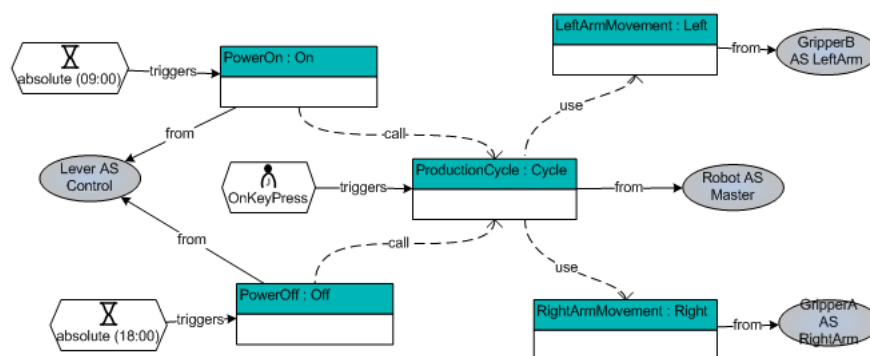 LeftArmMovement : Left
from
GripperB
AS LeftArm
PowerOn : On
triggers
absolute (09:00)
use
from
call
Lever AS
Control
ProductionCycle : Cycle
OnKeyPress
triggers
from
Robot AS
Master
from
call
use
PowerOff : Off
absolute (18:00)
triggers
RightArmMovement : Right
from
GripperA
AS
RightArm